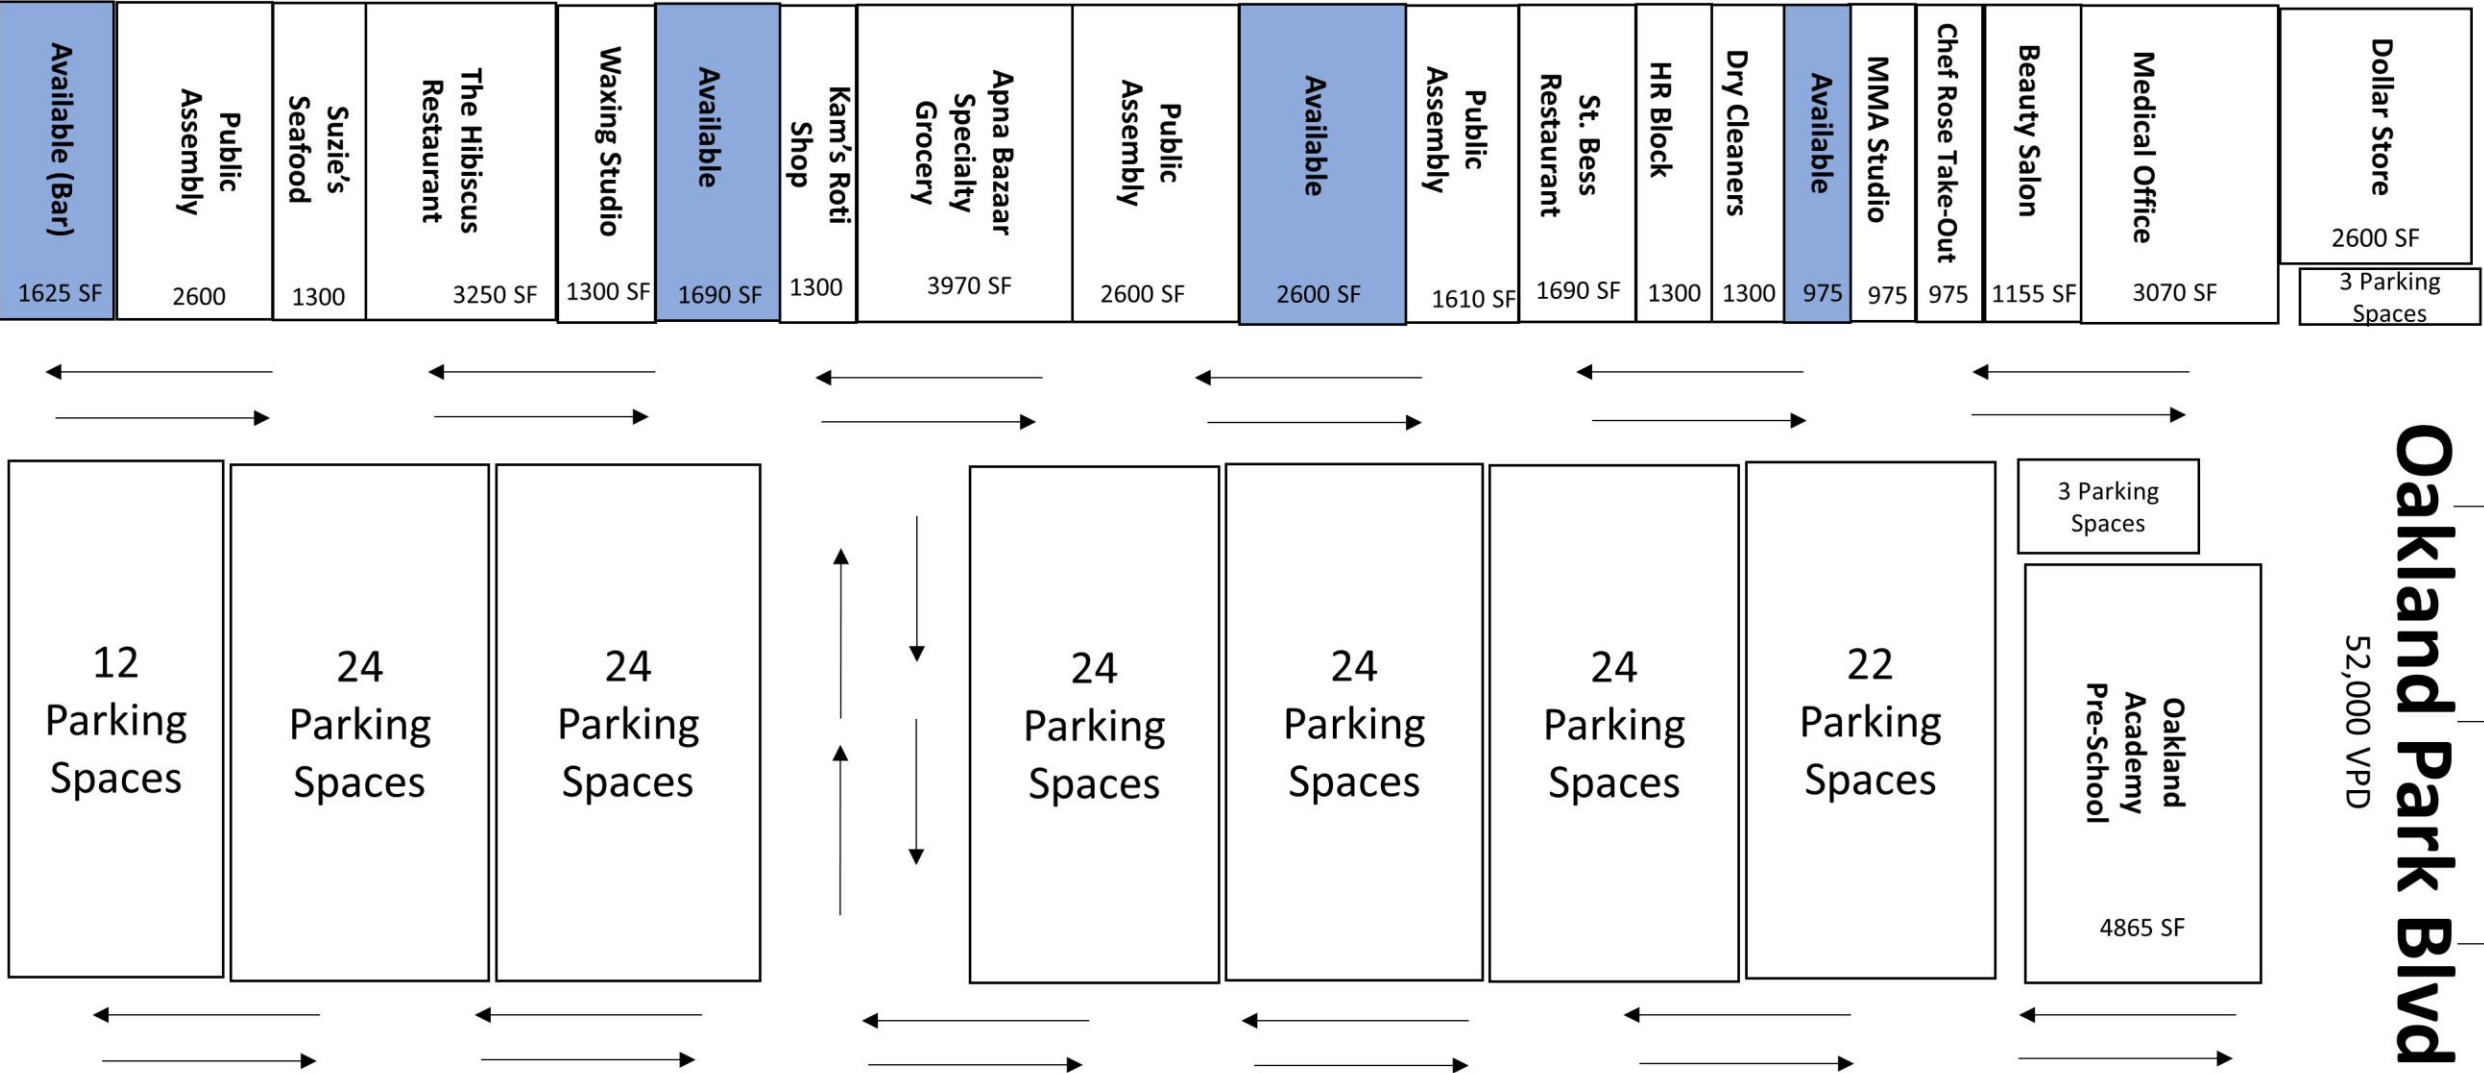 Available (Bar)
1625 SF
Public
Assembly
2600
Suzie's
Seafood
1300
The Hibiscus
Restaurant
3250 SF
Waxing Studio
1300 SF
Available
1690 SF
Kam's Roti
Shop
1300
Apna Bazaar
Specialty
Grocery
3970 SF
Public
Assembly
2600 SF
Available
2600 SF
Public
Assembly
1610 SF
St. Bess
Restaurant
1690 SF
HR Block
1300
Dry Cleaners
1300
Available
975
MMA Studio
975
Chef Rose Take-Out
975
Beauty Salon
1155 SF
Medical Office
3070 SF
Dollar Store
2600 SF
3 Parking
Spaces
12
Parking
Spaces
24
Parking
Spaces
24
Parking
Spaces
24
Parking
Spaces
24
Parking
Spaces
24
Parking
Spaces
22
Parking
Spaces
3 Parking
Spaces
Oakland
Academy
Pre-School
4865 SF
Oakland Park Blvd
52,000 VPD